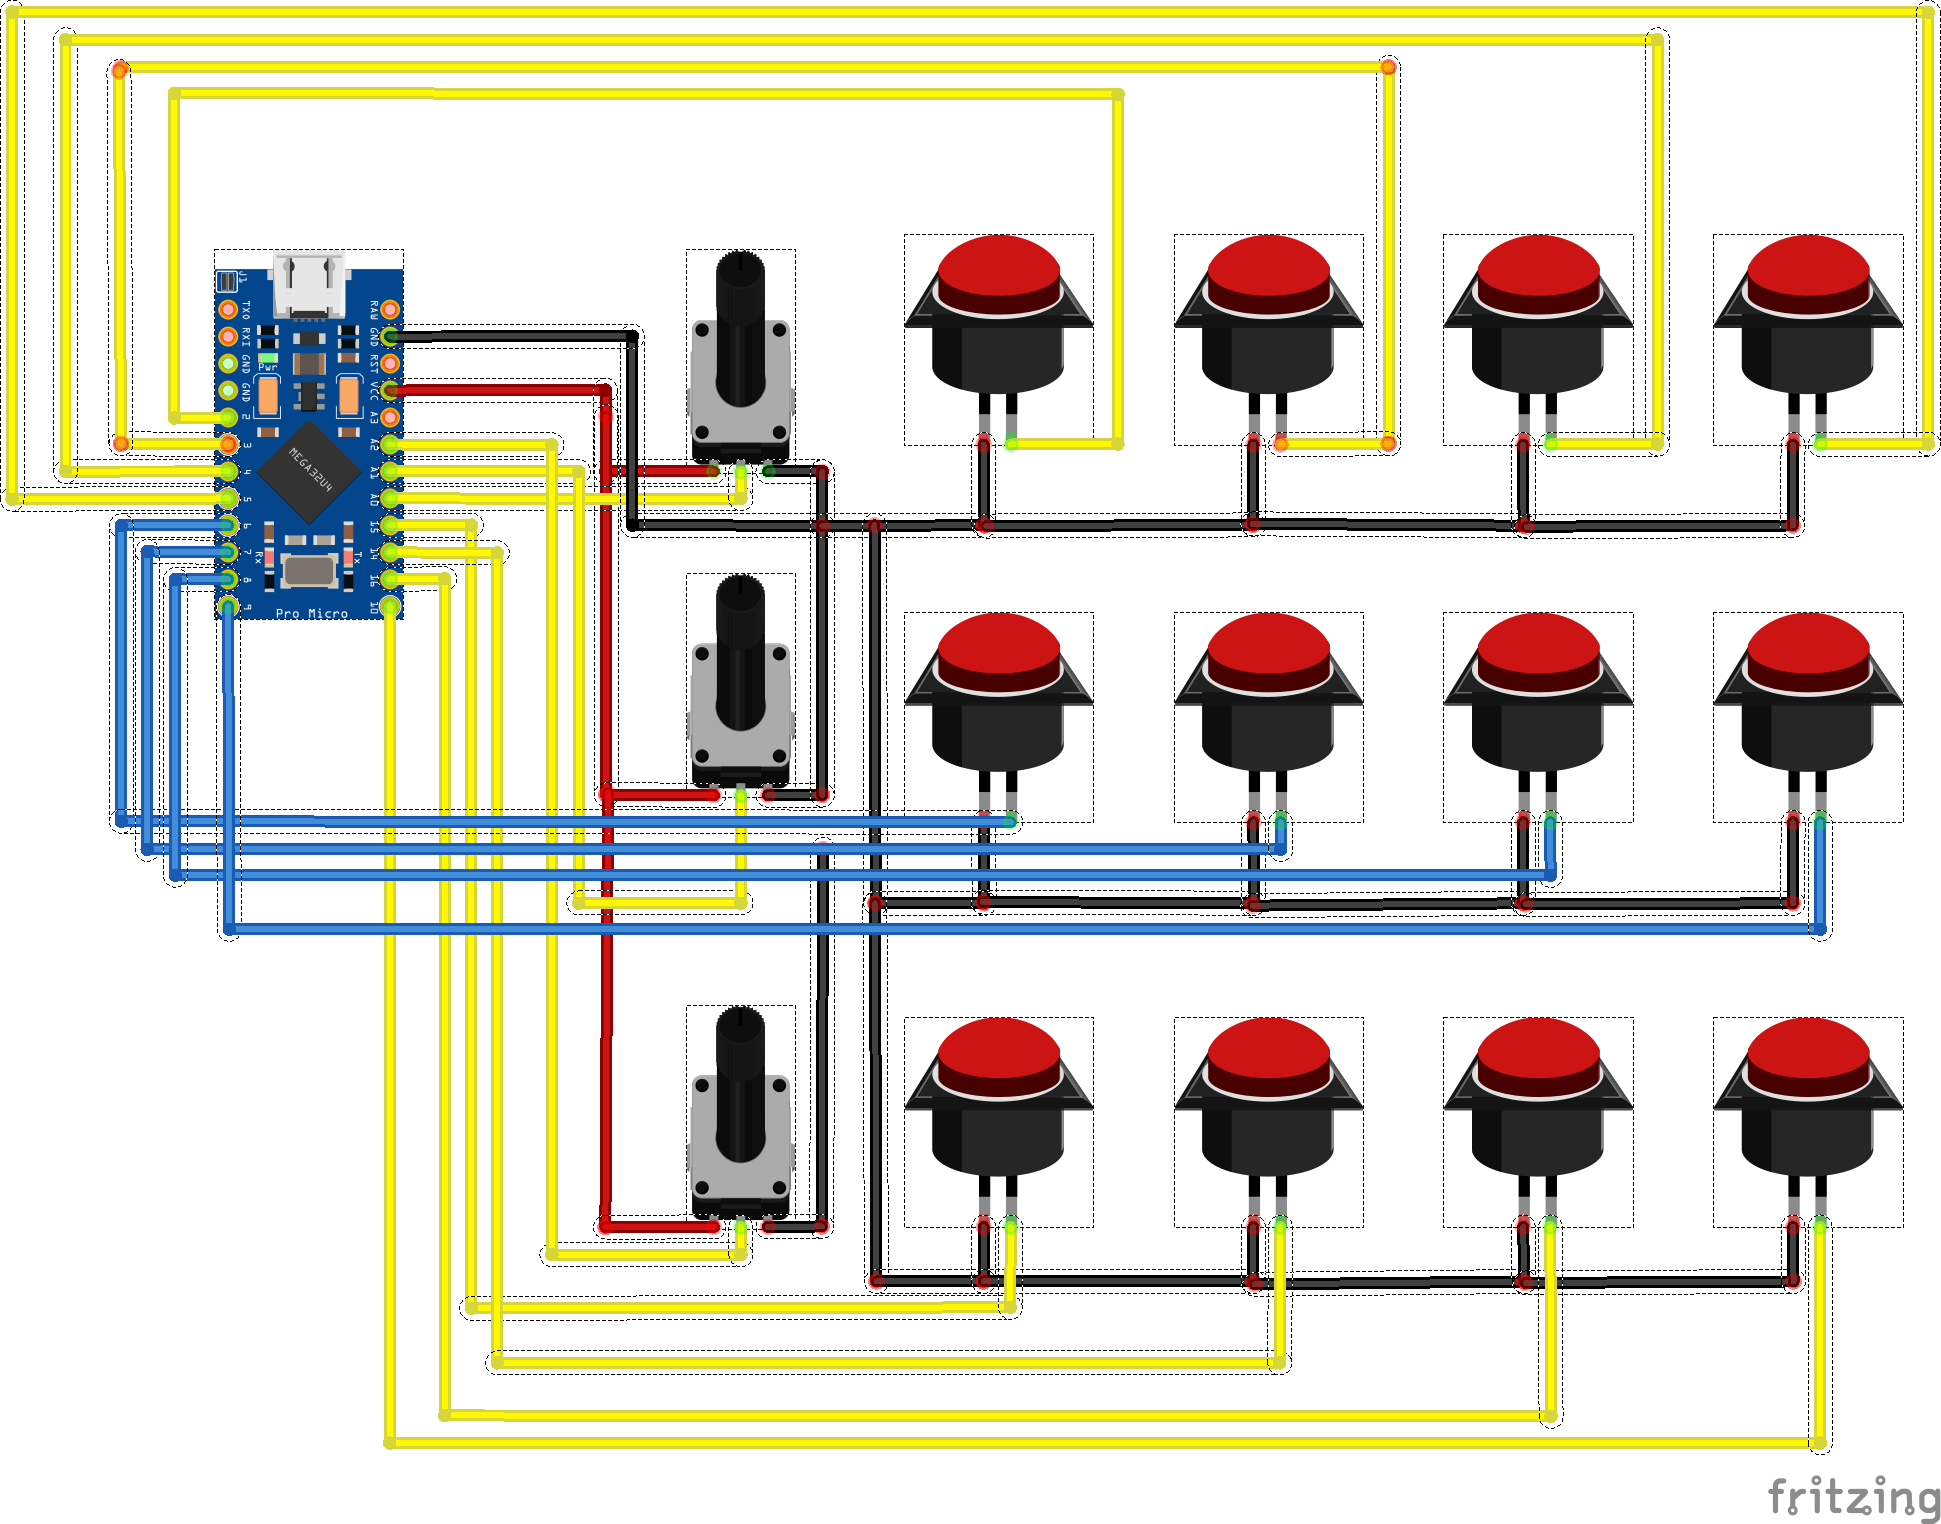 J1
TXO
RXI
GND
GND
2
3
4
5
6
7
8
9
RAW
GND
RST
VCC
A3
A2
A1
A0
15
14
16
10
Pwr
MEGA32U4
Rx
Tx
Pro Micro
fritzing